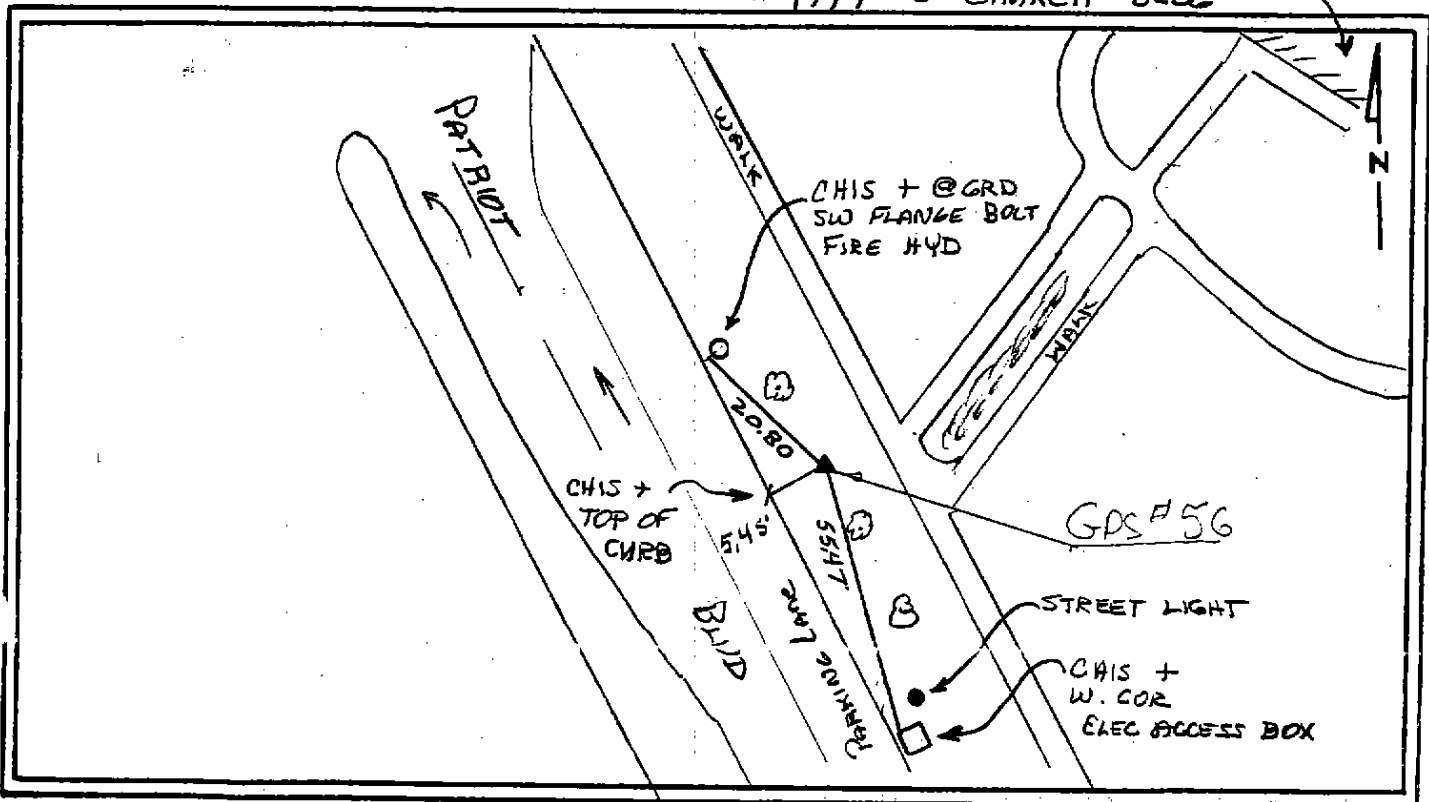 CHURCH BLDG
PATRIOT
WALK
CHIS + @ GRD
SW FLANGE BOLT
FIRE HYD
N
WALK
20.80
CHIS +
TOP OF
CURB
5.45
55.47
GPS #56
BLVD
PARKING LANE
STREET LIGHT
CHIS +
W. COR
ELEC ACCESS BOX